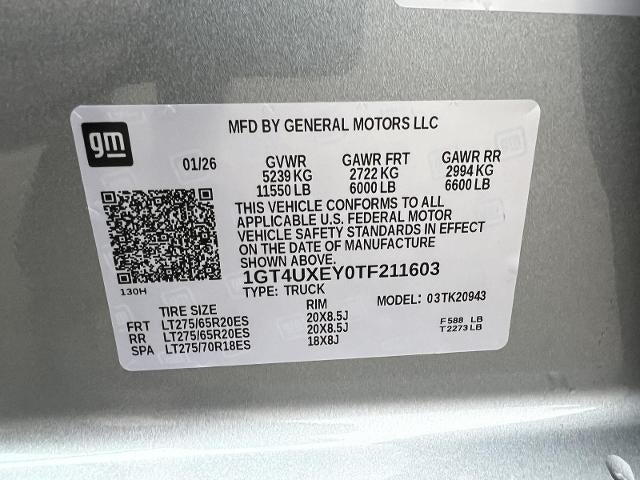 gm
MFD BY GENERAL MOTORS LLC
01/26 GVWR GAWR FRT GAWR RR
5239 KG 2722 KG 2994 KG
11550 LB 6000 LB 6600 LB
THIS VEHICLE CONFORMS TO ALL
APPLICABLE U.S. FEDERAL MOTOR
VEHICLE SAFETY STANDARDS IN EFFECT
ON THE DATE OF MANUFACTURE
SHOWN ABOVE.
1GT4UXEY0TF211603
130H
TYPE: TRUCK MODEL: 03TK20943
TIRE SIZE RIM
FRT LT275/65R20ES 20X8.5J F 588 LB
RR LT275/65R20ES 20X8.5J T 2273 LB
SPA LT275/70R18ES 18X8J